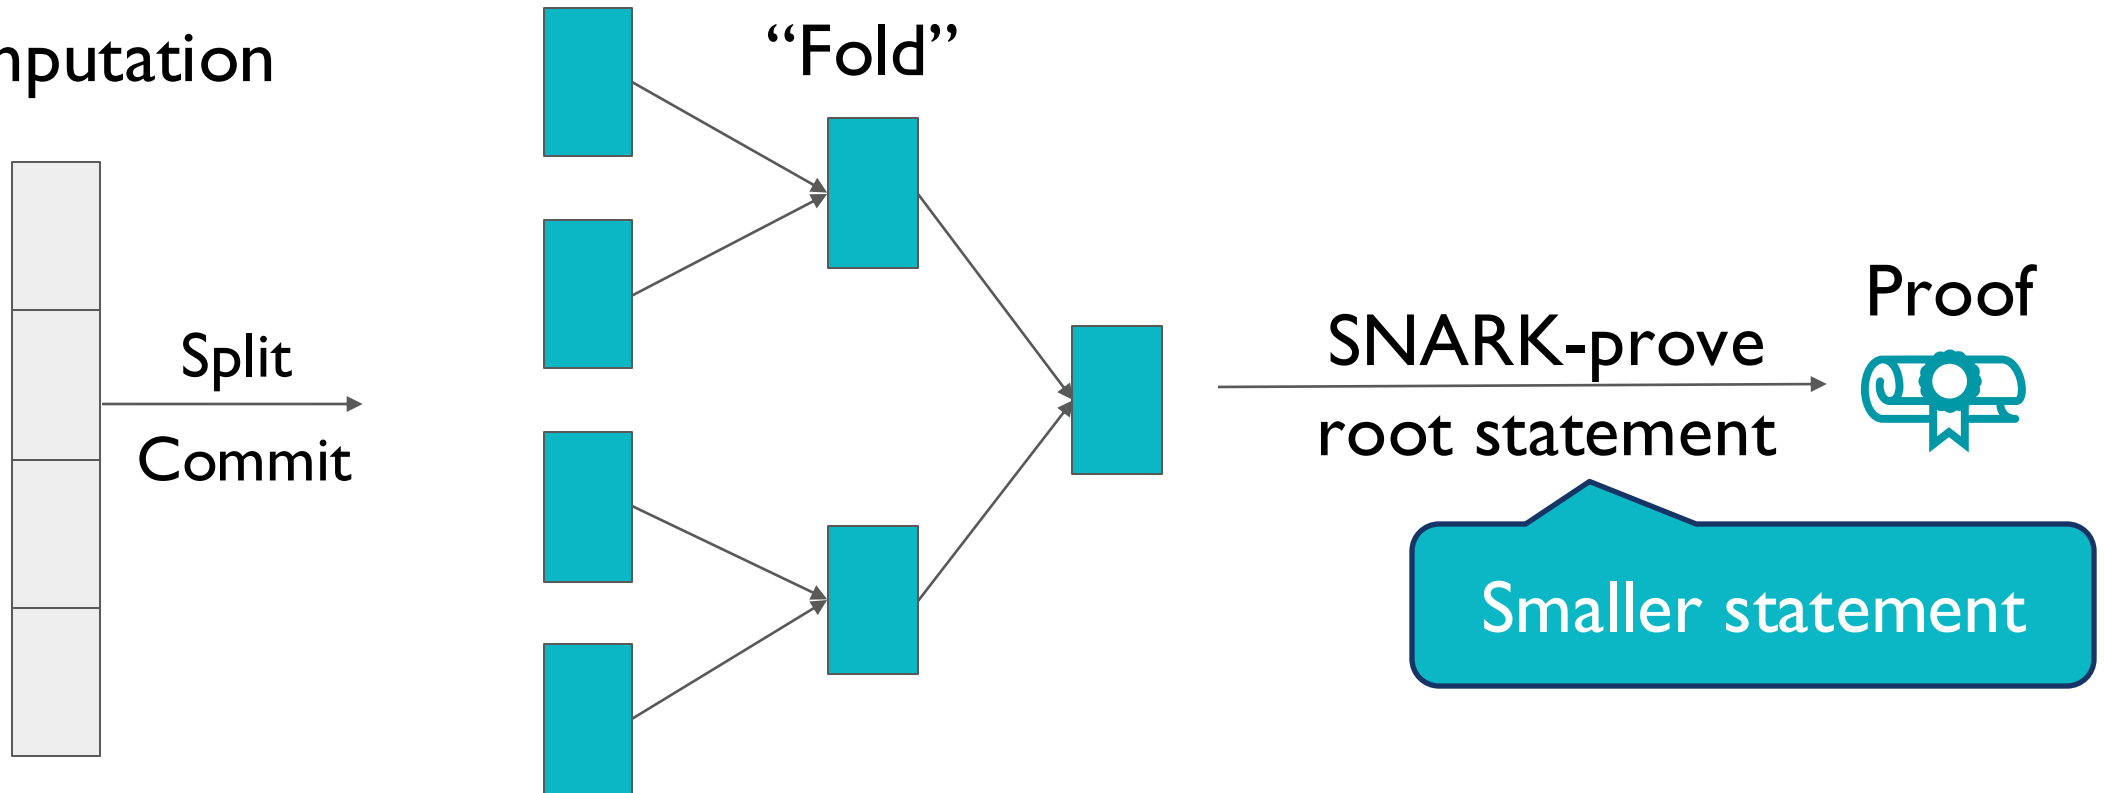 nputation
“Fold”
Split
Commit
SNARK-prove
root statement
Proof
Smaller statement